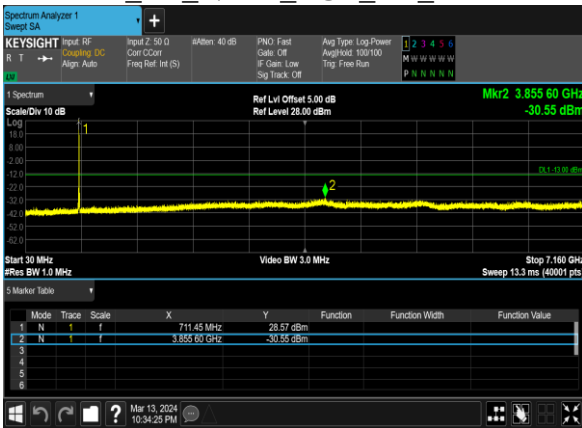 Spectrum Analyzer 1
Swept SA
KEYSIGHT Input: RF Input Z: 50 Ω #Atten: 40 dB PNO: Fast Avg Type: Log-Power 1 2 3 4 5 6
R T Coupling: DC Corr CCorr Gate: Off Avg|Hold: 100/100 M W W W W W
Align: Auto Freq Ref: Int (S) IF Gain: Low Trig: Free Run
LXI Sig Track: Off P N N N N N
1 Spectrum Ref Lvl Offset 5.00 dB Mkr2 3.855 60 GHz
Scale/Div 10 dB Ref Level 28.00 dBm -30.55 dBm
Log
18.0 1
8.00
-2.00
-12.0 DL1 -13.00 dBm
-22.0 2
-32.0
-42.0
-52.0
-62.0
Start 30 MHz Video BW 3.0 MHz Stop 7.160 GHz
#Res BW 1.0 MHz Sweep 13.3 ms (40001 pts
5 Marker Table
Mode Trace Scale X Y Function Function Width Function Value
1 N 1 f 711.45 MHz 28.57 dBm
2 N 1 f 3.855 60 GHz -30.55 dBm
3
4
5
6
? Mar 13, 2024
10:34:25 PM